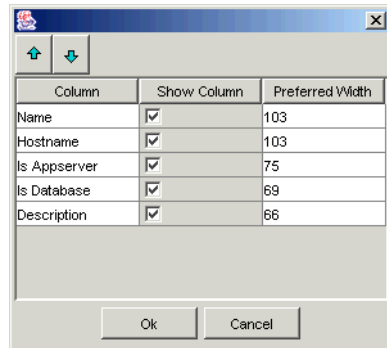 Column Show Column Preferred Width
Name 103
Hostname 103
Is Appserver 75
Is Database 69
Description 66
Ok Cancel